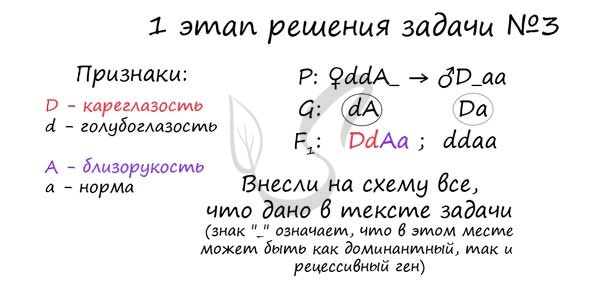 1 этап решения задачи №3
Признаки:
D - кареглазость
d - голубоглазость
A - близорукость
a - норма
P: ♀ddA_ → ♂D_aa
G: dA Da
F₁: DdAa ; ddaa
Внесли на схему все,
что дано в тексте задачи
(знак "_" означает, что в этом месте
может быть как доминантный, так и
рецессивный ген)